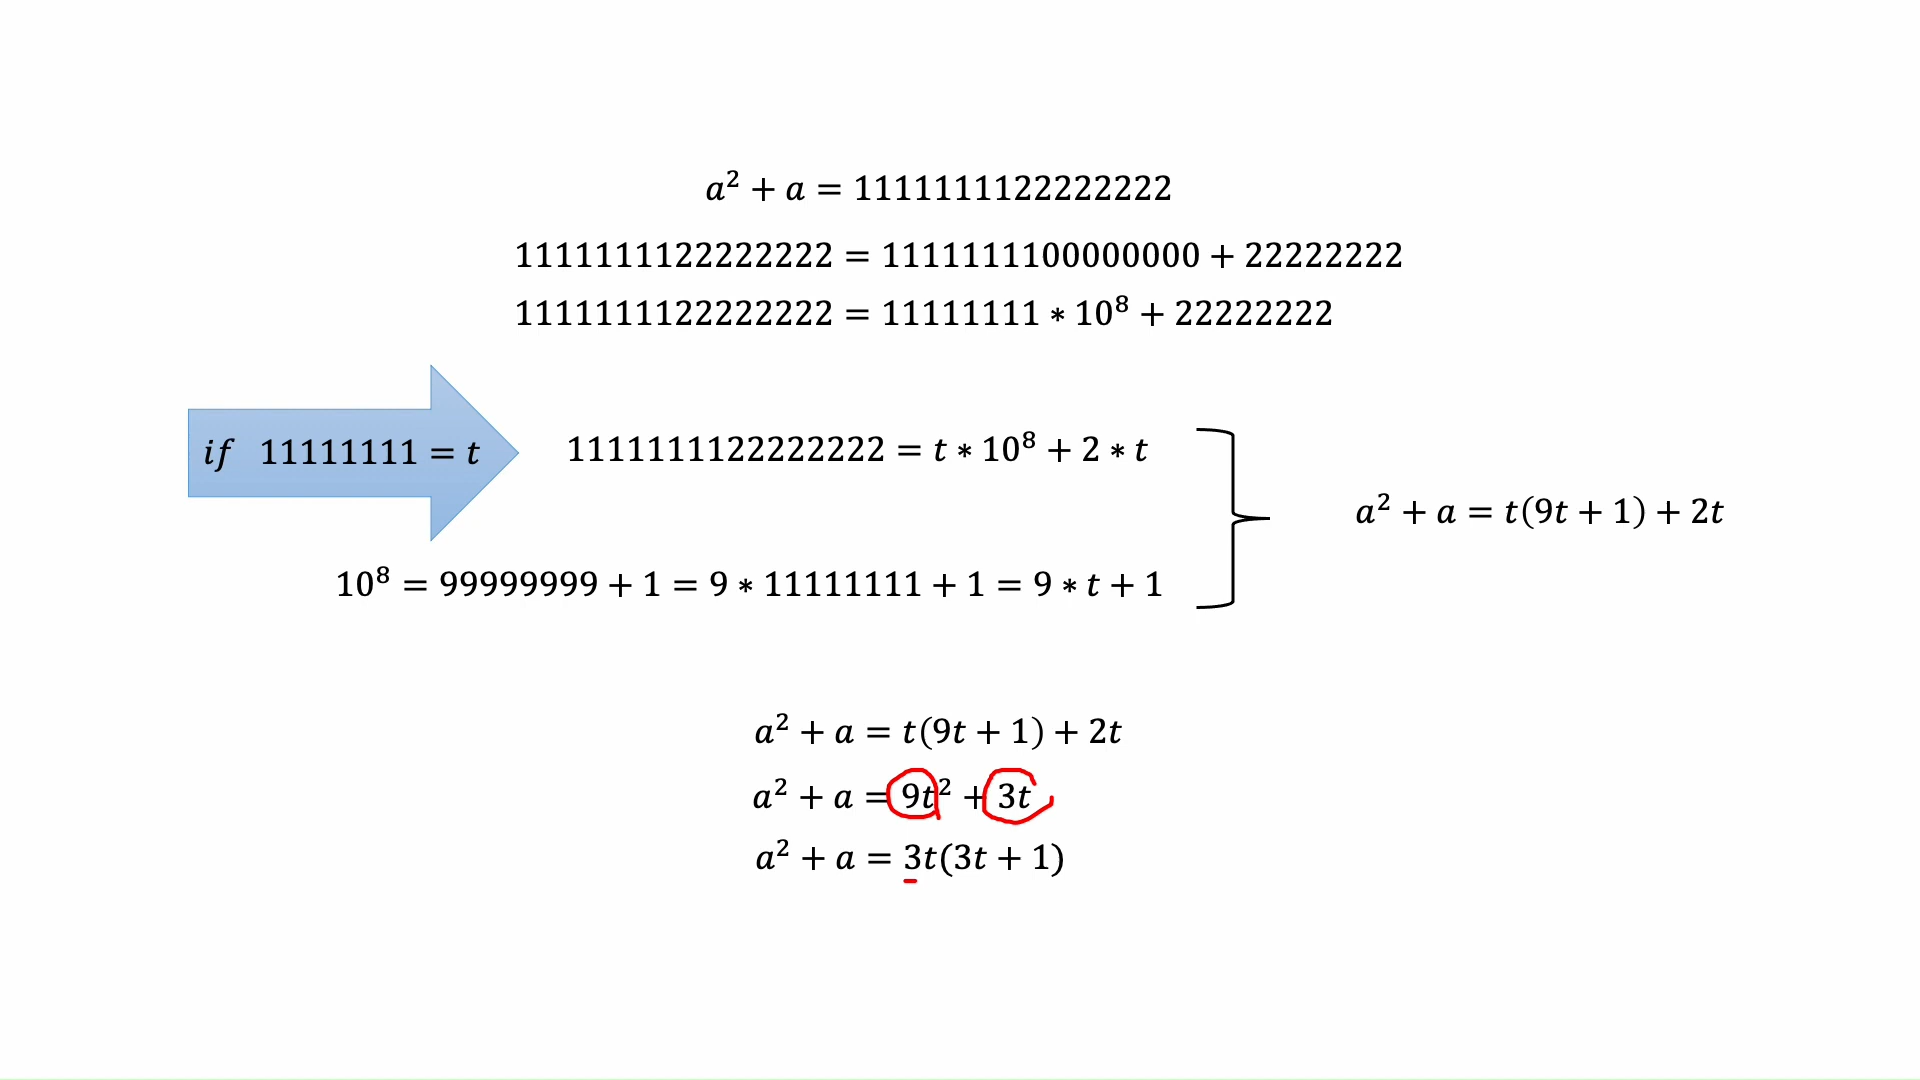 a² + a = 1111111122222222
1111111122222222 = 1111111100000000 + 22222222
1111111122222222 = 11111111 ∗ 10⁸ + 22222222
if 11111111 = t
1111111122222222 = t ∗ 10⁸ + 2 ∗ t
10⁸ = 99999999 + 1 = 9 ∗ 11111111 + 1 = 9 ∗ t + 1
a² + a = t(9t + 1) + 2t
a² + a = t(9t + 1) + 2t
a² + a = 9t² + 3t
a² + a = 3t(3t + 1)